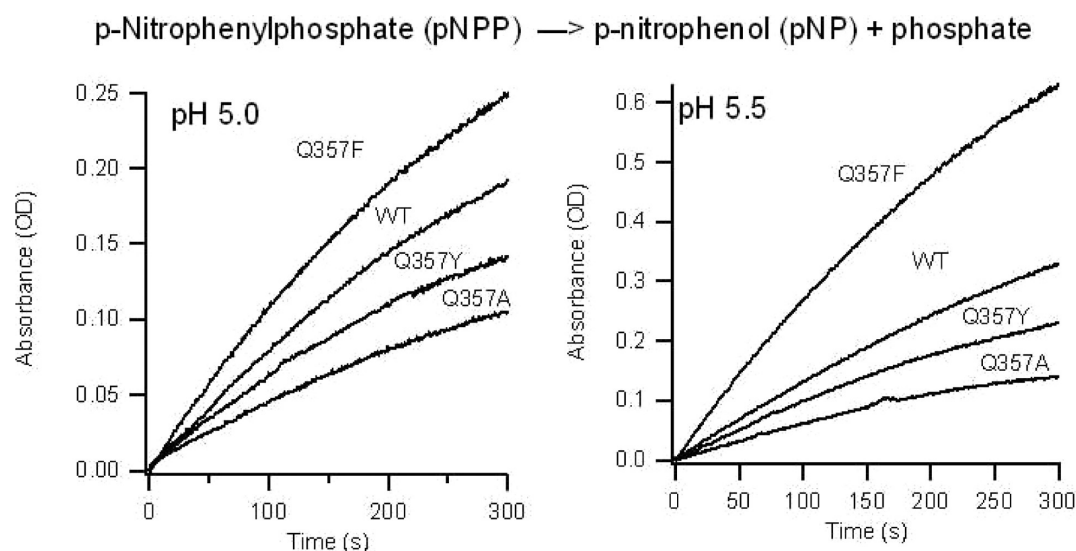 p-Nitrophenylphosphate (pNPP) —> p-nitrophenol (pNP) + phosphate
pH 5.0
Absorbance (OD)
0.25
0.20
0.15
0.10
0.05
0.00
Q357F
WT
Q357Y
Q357A
0
100
200
300
Time (s)
pH 5.5
Absorbance (OD)
0.6
0.5
0.4
0.3
0.2
0.1
0.0
Q357F
WT
Q357Y
Q357A
0
50
100
150
200
250
300
Time (s)